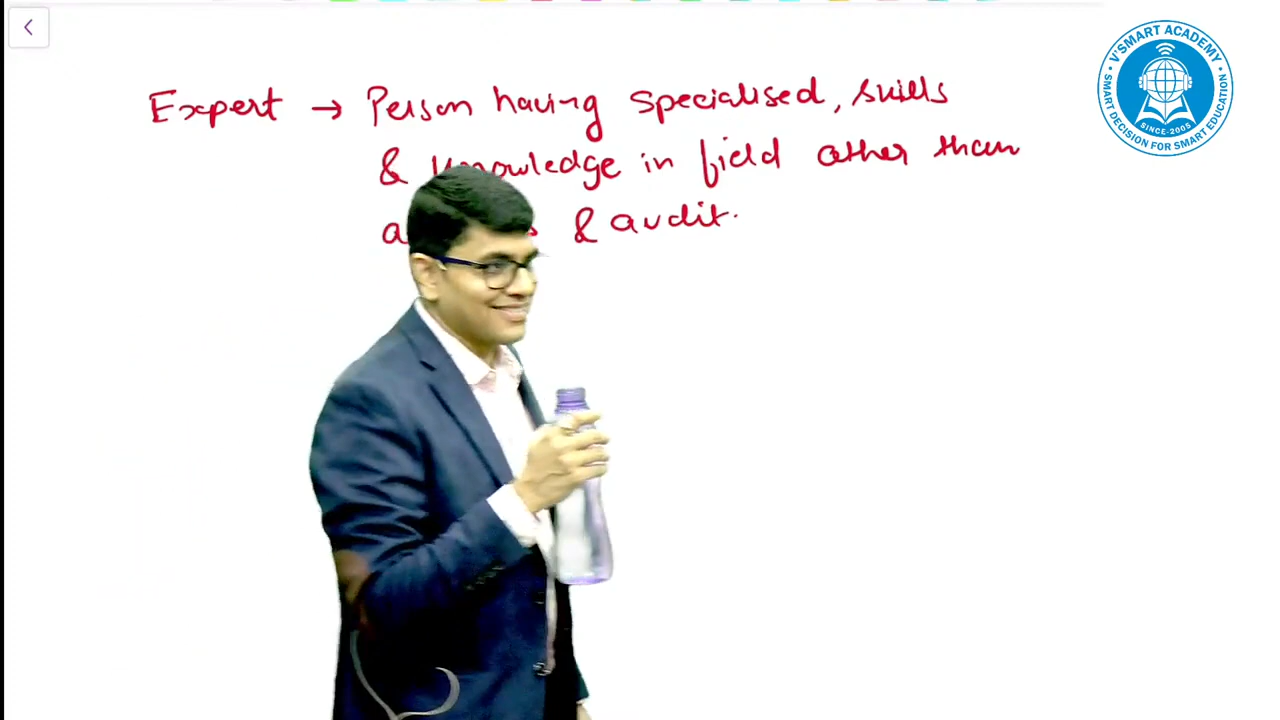 Expert → Person having specialised, skills
& knowledge in field other than
& audit.
V'SMART ACADEMY
SMART DECISION FOR SMART EDUCATION
SINCE-2005